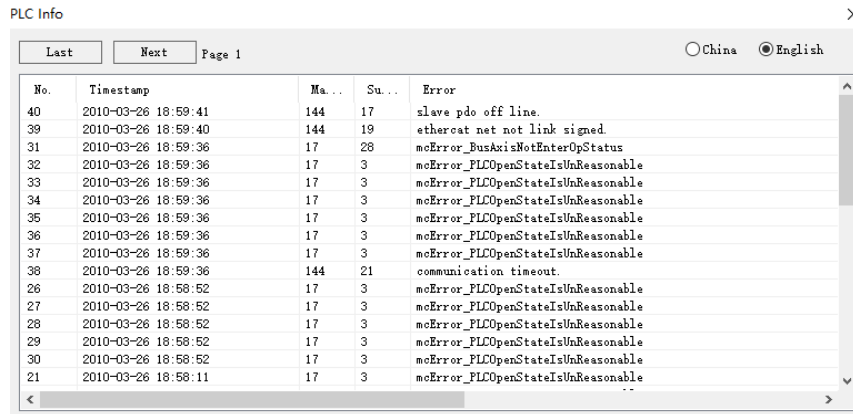 PLC Info
Last Next Page 1 China English
No. Timestamp Ma... Su... Error
40 2010-03-26 18:59:41 144 17 slave pdo off line.
39 2010-03-26 18:59:40 144 19 ethercat net not link signed.
31 2010-03-26 18:59:36 17 28 mcError_BusAxisNotEnterOpStatus
32 2010-03-26 18:59:36 17 3 mcError_PLCOpenStateIsUnReasonable
33 2010-03-26 18:59:36 17 3 mcError_PLCOpenStateIsUnReasonable
34 2010-03-26 18:59:36 17 3 mcError_PLCOpenStateIsUnReasonable
35 2010-03-26 18:59:36 17 3 mcError_PLCOpenStateIsUnReasonable
36 2010-03-26 18:59:36 17 3 mcError_PLCOpenStateIsUnReasonable
37 2010-03-26 18:59:36 17 3 mcError_PLCOpenStateIsUnReasonable
38 2010-03-26 18:59:36 144 21 communication timeout.
26 2010-03-26 18:58:52 17 3 mcError_PLCOpenStateIsUnReasonable
27 2010-03-26 18:58:52 17 3 mcError_PLCOpenStateIsUnReasonable
28 2010-03-26 18:58:52 17 3 mcError_PLCOpenStateIsUnReasonable
29 2010-03-26 18:58:52 17 3 mcError_PLCOpenStateIsUnReasonable
30 2010-03-26 18:58:52 17 3 mcError_PLCOpenStateIsUnReasonable
21 2010-03-26 18:58:11 17 3 mcError_PLCOpenStateIsUnReasonable